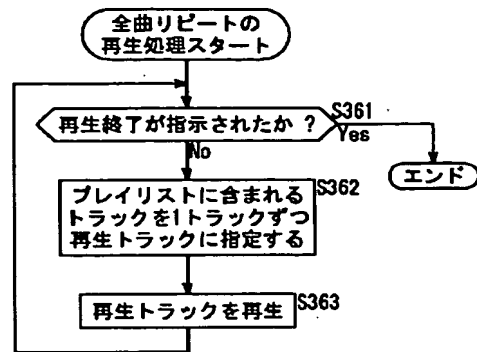 全曲リピートの
再生処理スタート
再生終了が指示されたか ?
S361
Yes
No
エンド
S362
プレイリストに含まれる
トラックを1トラックずつ
再生トラックに指定する
再生トラックを再生
S363